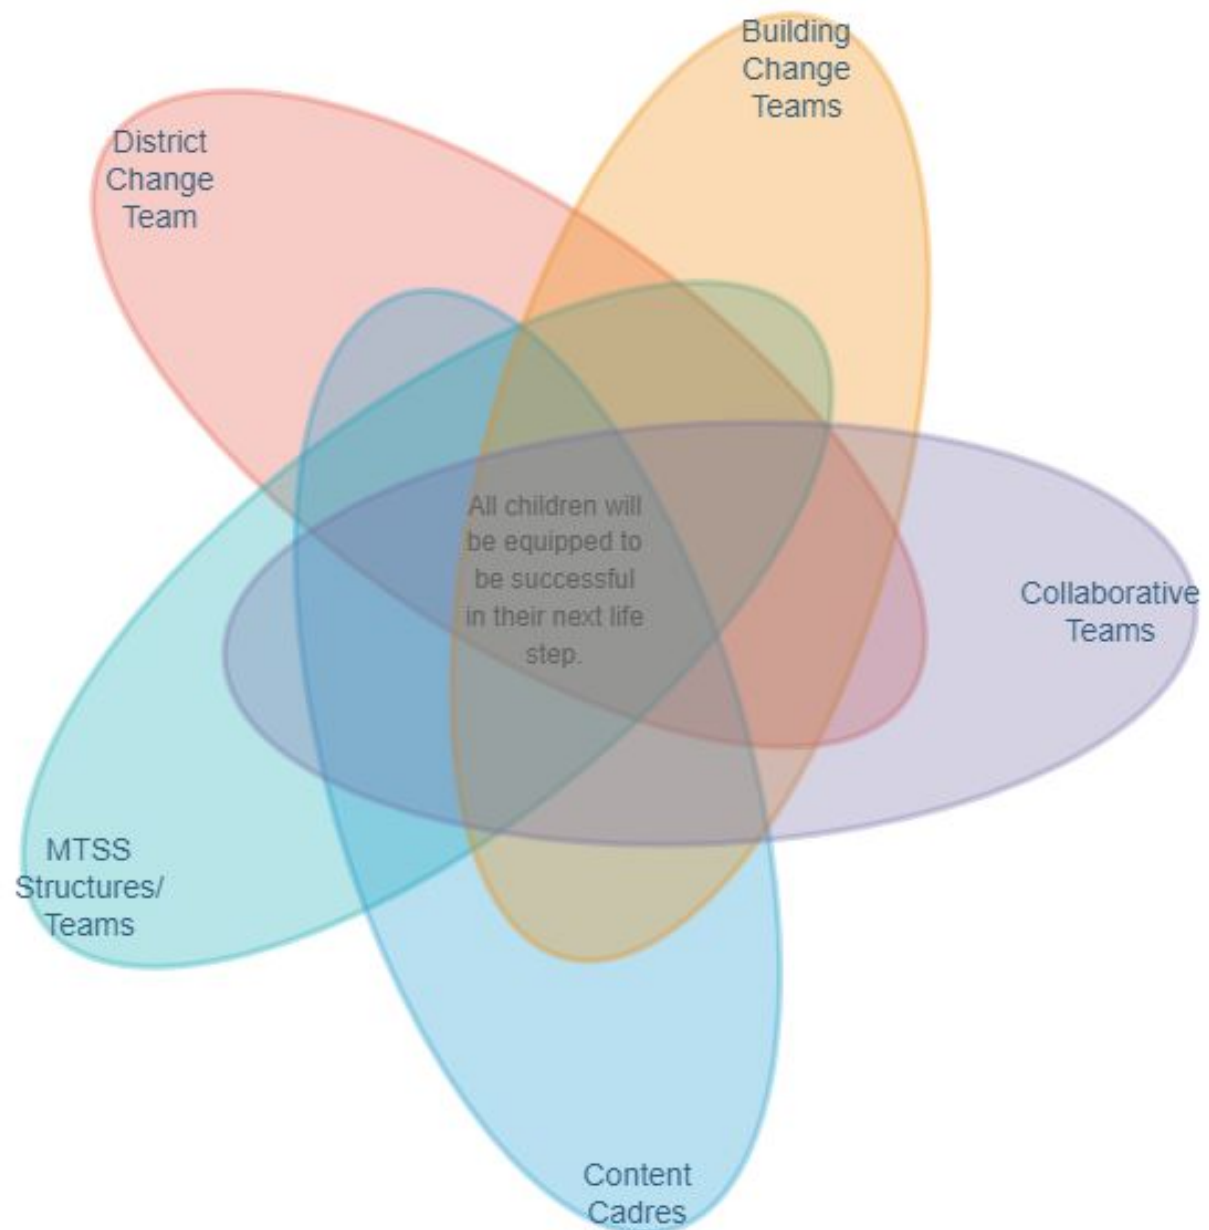 Building
Change
Teams
District
Change
Team
All children will
be equipped to
be successful
in their next life
step.
Collaborative
Teams
MTSS
Structures/
Teams
Content
Cadres